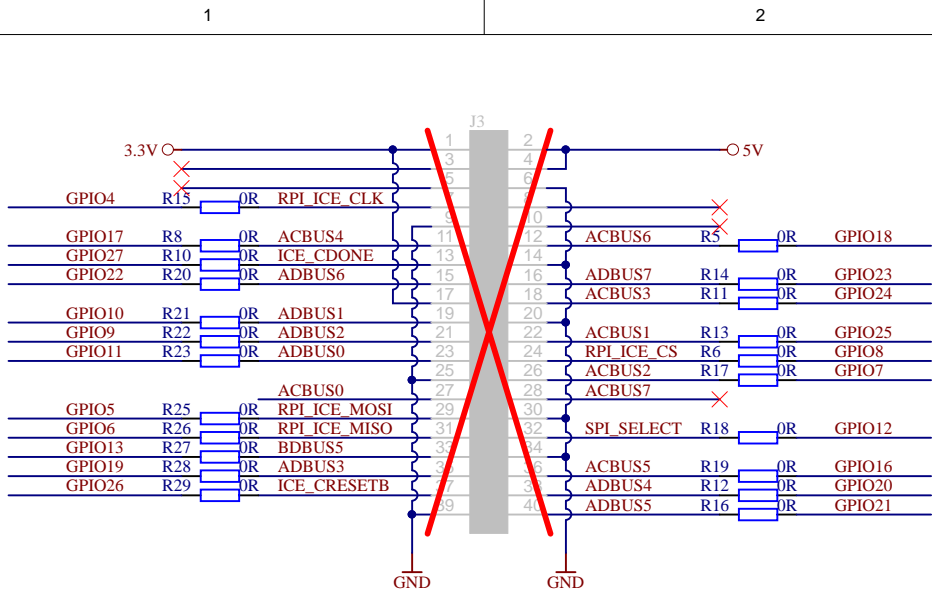 1 2
J3
3.3V 1 2 5V
3 4
5 6
GPIO4 R15 0R RPI_ICE_CLK 7 8
9 10
GPIO17 R8 0R ACBUS4 11 12 ACBUS6 R5 0R GPIO18
GPIO27 R10 0R ICE_CDONE 13 14
GPIO22 R20 0R ADBUS6 15 16 ADBUS7 R14 0R GPIO23
17 18 ACBUS3 R11 0R GPIO24
GPIO10 R21 0R ADBUS1 19 20
GPIO9 R22 0R ADBUS2 21 22 ACBUS1 R13 0R GPIO25
GPIO11 R23 0R ADBUS0 23 24 RPI_ICE_CS R6 0R GPIO8
25 26 ACBUS2 R17 0R GPIO7
ACBUS0 27 28 ACBUS7
GPIO5 R25 0R RPI_ICE_MOSI 29 30
GPIO6 R26 0R RPI_ICE_MISO 31 32 SPI_SELECT R18 0R GPIO12
GPIO13 R27 0R BDBUS5 33 34
GPIO19 R28 0R ADBUS3 35 36 ACBUS5 R19 0R GPIO16
GPIO26 R29 0R ICE_CRESETB 37 38 ADBUS4 R12 0R GPIO20
39 40 ADBUS5 R16 0R GPIO21
GND GND